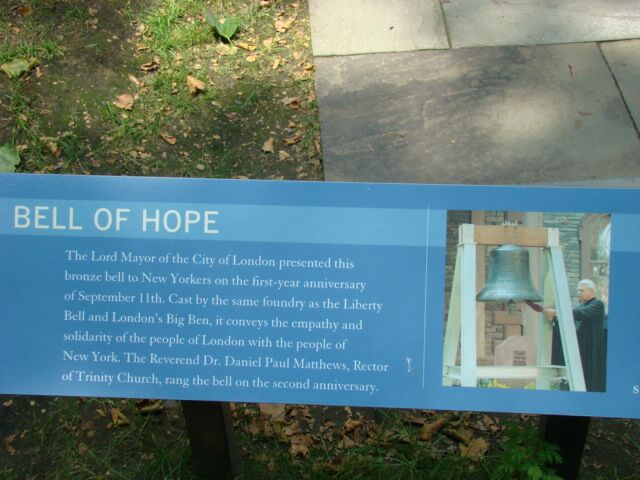 BELL OF HOPE
The Lord Mayor of the City of London presented this
bronze bell to New Yorkers on the first-year anniversary
of September 11th. Cast by the same foundry as the Liberty
Bell and London's Big Ben, it conveys the empathy and
solidarity of the people of London with the people of
New York. The Reverend Dr. Daniel Paul Matthews, Rector
of Trinity Church, rang the bell on the second anniversary.